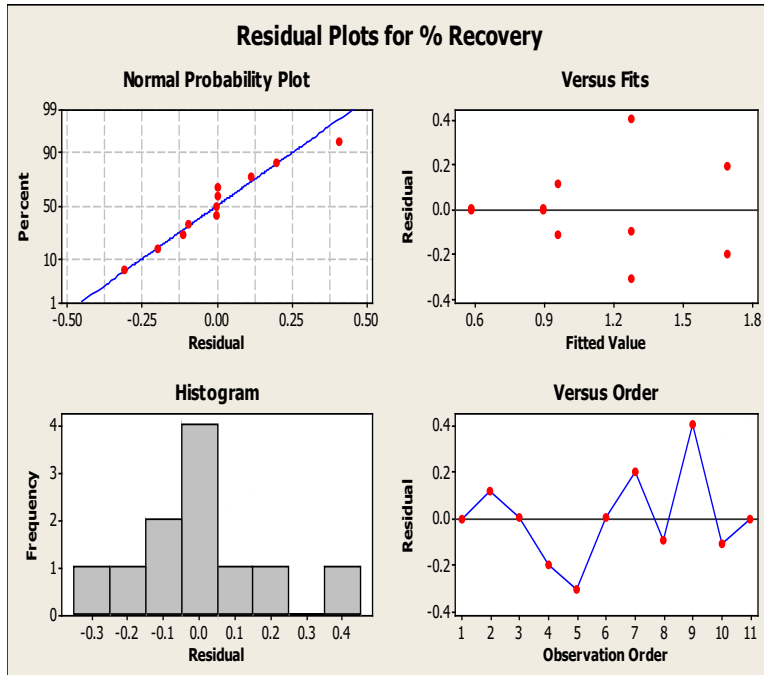 Residual Plots for % Recovery
Normal Probability Plot
99
90
50
10
1
Percent
-0.50 -0.25 0.00 0.25 0.50
Residual
Versus Fits
0.4
0.2
0.0
-0.2
-0.4
Residual
0.6 0.9 1.2 1.5 1.8
Fitted Value
Histogram
4
3
2
1
0
Frequency
-0.3 -0.2 -0.1 0.0 0.1 0.2 0.3 0.4
Residual
Versus Order
0.4
0.2
0.0
-0.2
-0.4
Residual
1 2 3 4 5 6 7 8 9 10 11
Observation Order